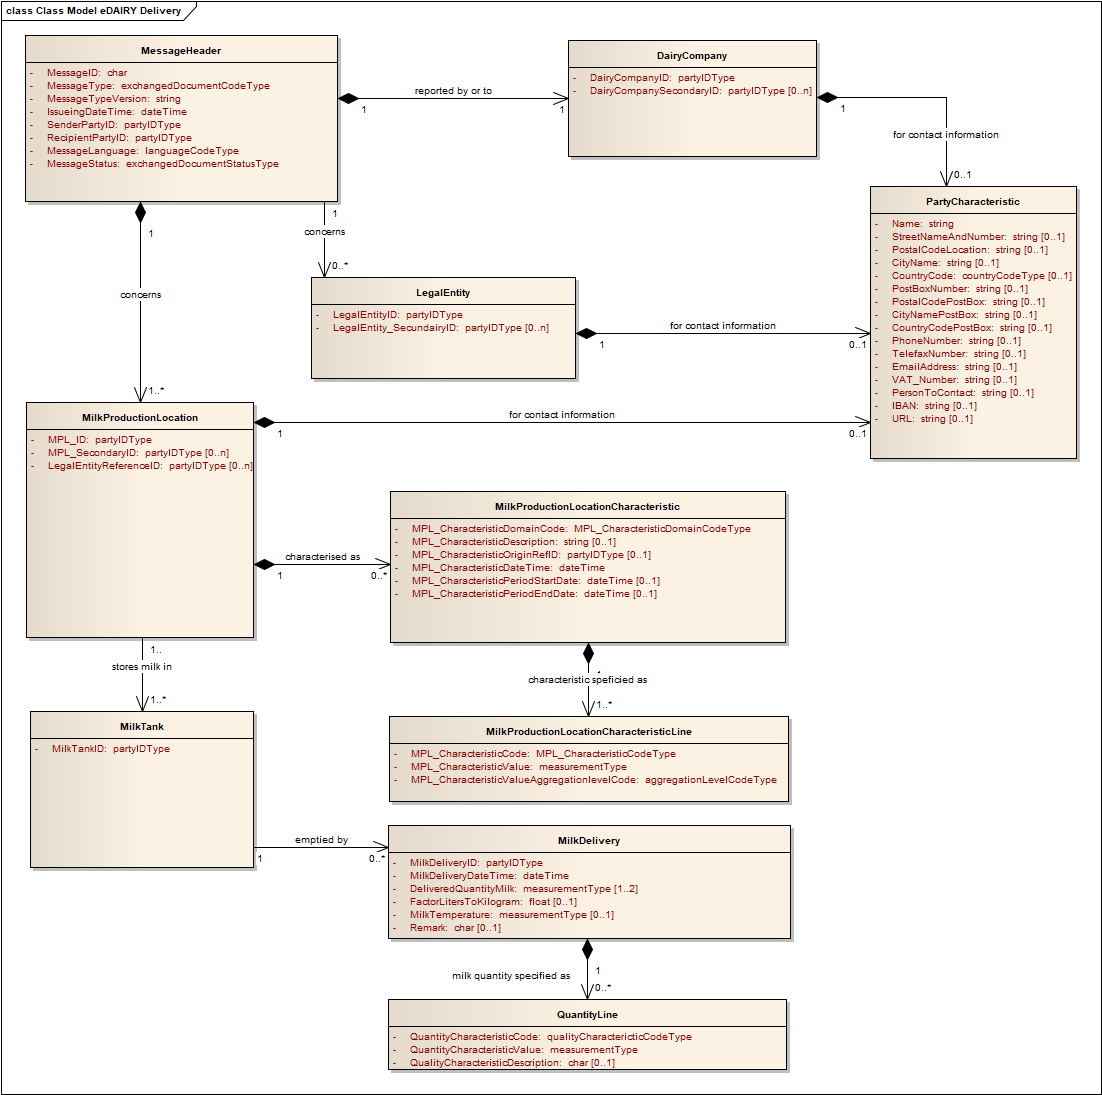 class Class Model eDAIRY Delivery
MessageHeader
- MessageID: char
- MessageType: exchangedDocumentCodeType
- MessageTypeVersion: string
- IssueingDateTime: dateTime
- SenderPartyID: partyIDType
- RecipientPartyID: partyIDType
- MessageLanguage: languageCodeType
- MessageStatus: exchangedDocumentStatusType
reported by or to
1
1
DairyCompany
- DairyCompanyID: partyIDType
- DairyCompanySecondaryID: partyIDType [0..n]
1
for contact information
0..1
PartyCharacteristic
- Name: string
- StreetNameAndNumber: string [0..1]
- PostalCodeLocation: string [0..1]
- CityName: string [0..1]
- CountryCode: countryCodeType [0..1]
- PostBoxNumber: string [0..1]
- PostalCodePostBox: string [0..1]
- CityNamePostBox: string [0..1]
- CountryCodePostBox: string [0..1]
- PhoneNumber: string [0..1]
- TelefaxNumber: string [0..1]
- EmailAddress: string [0..1]
- VAT_Number: string [0..1]
- PersonToContact: string [0..1]
- IBAN: string [0..1]
- URL: string [0..1]
1
concerns
0..*
LegalEntity
- LegalEntityID: partyIDType
- LegalEntity_SecundairyID: partyIDType [0..n]
for contact information
1
0..1
1
concerns
1..*
MilkProductionLocation
- MPL_ID: partyIDType
- MPL_SecondaryID: partyIDType [0..n]
- LegalEntityReferenceID: partyIDType [0..n]
for contact information
1
0..1
characterised as
1
0..*
MilkProductionLocationCharacteristic
- MPL_CharacteristicDomainCode: MPL_CharacteristicDomainCodeType
- MPL_CharacteristicDescription: string [0..1]
- MPL_CharacteristicOriginRefID: partyIDType [0..1]
- MPL_CharacteristicDateTime: dateTime
- MPL_CharacteristicPeriodStartDate: dateTime [0..1]
- MPL_CharacteristicPeriodEndDate: dateTime [0..1]
characteristic speficied as
1..*
MilkProductionLocationCharacteristicLine
- MPL_CharacteristicCode: MPL_CharacteristicCodeType
- MPL_CharacteristicValue: measurementType
- MPL_CharacteristicValueAggregationlevelCode: aggregationLevelCodeType
1..
stores milk in
1..*
MilkTank
- MilkTankID: partyIDType
emptied by
1
0..*
MilkDelivery
- MilkDeliveryID: partyIDType
- MilkDeliveryDateTime: dateTime
- DeliveredQuantityMilk: measurementType [1..2]
- FactorLitersToKilogram: float [0..1]
- MilkTemperature: measurementType [0..1]
- Remark: char [0..1]
1
milk quantity specified as
0..*
QuantityLine
- QuantityCharacteristicCode: qualityCharactericticCodeType
- QuantityCharacteristicValue: measurementType
- QualityCharacteristicDescription: char [0..1]